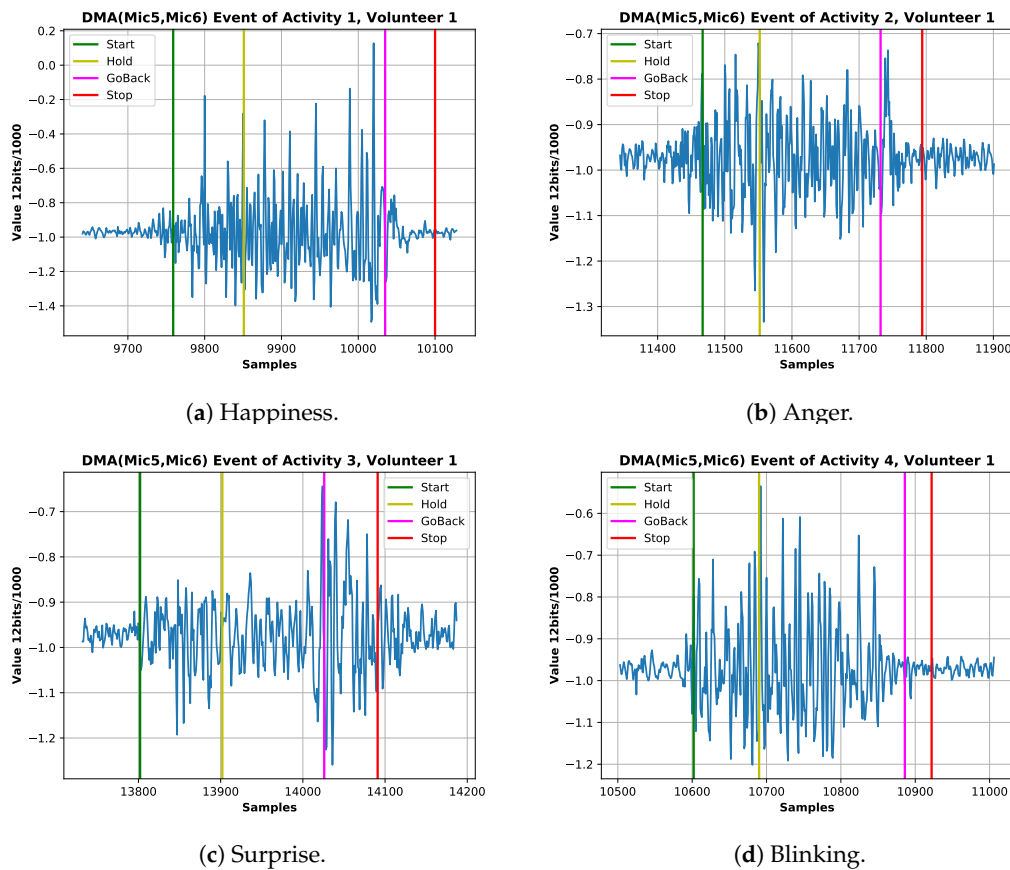 DMA(Mic5,Mic6) Event of Activity 1, Volunteer 1
Value 12bits/1000
0.2
0.0
−0.2
−0.4
−0.6
−0.8
−1.0
−1.2
−1.4
Start
Hold
GoBack
Stop
9700 9800 9900 10000 10100
Samples
(a) Happiness.
DMA(Mic5,Mic6) Event of Activity 2, Volunteer 1
Value 12bits/1000
−0.7
−0.8
−0.9
−1.0
−1.1
−1.2
−1.3
Start
Hold
GoBack
Stop
11400 11500 11600 11700 11800 11900
Samples
(b) Anger.
DMA(Mic5,Mic6) Event of Activity 3, Volunteer 1
Value 12bits/1000
−0.7
−0.8
−0.9
−1.0
−1.1
−1.2
Start
Hold
GoBack
Stop
13800 13900 14000 14100 14200
Samples
(c) Surprise.
DMA(Mic5,Mic6) Event of Activity 4, Volunteer 1
Value 12bits/1000
−0.6
−0.7
−0.8
−0.9
−1.0
−1.1
−1.2
Start
Hold
GoBack
Stop
10500 10600 10700 10800 10900 11000
Samples
(d) Blinking.